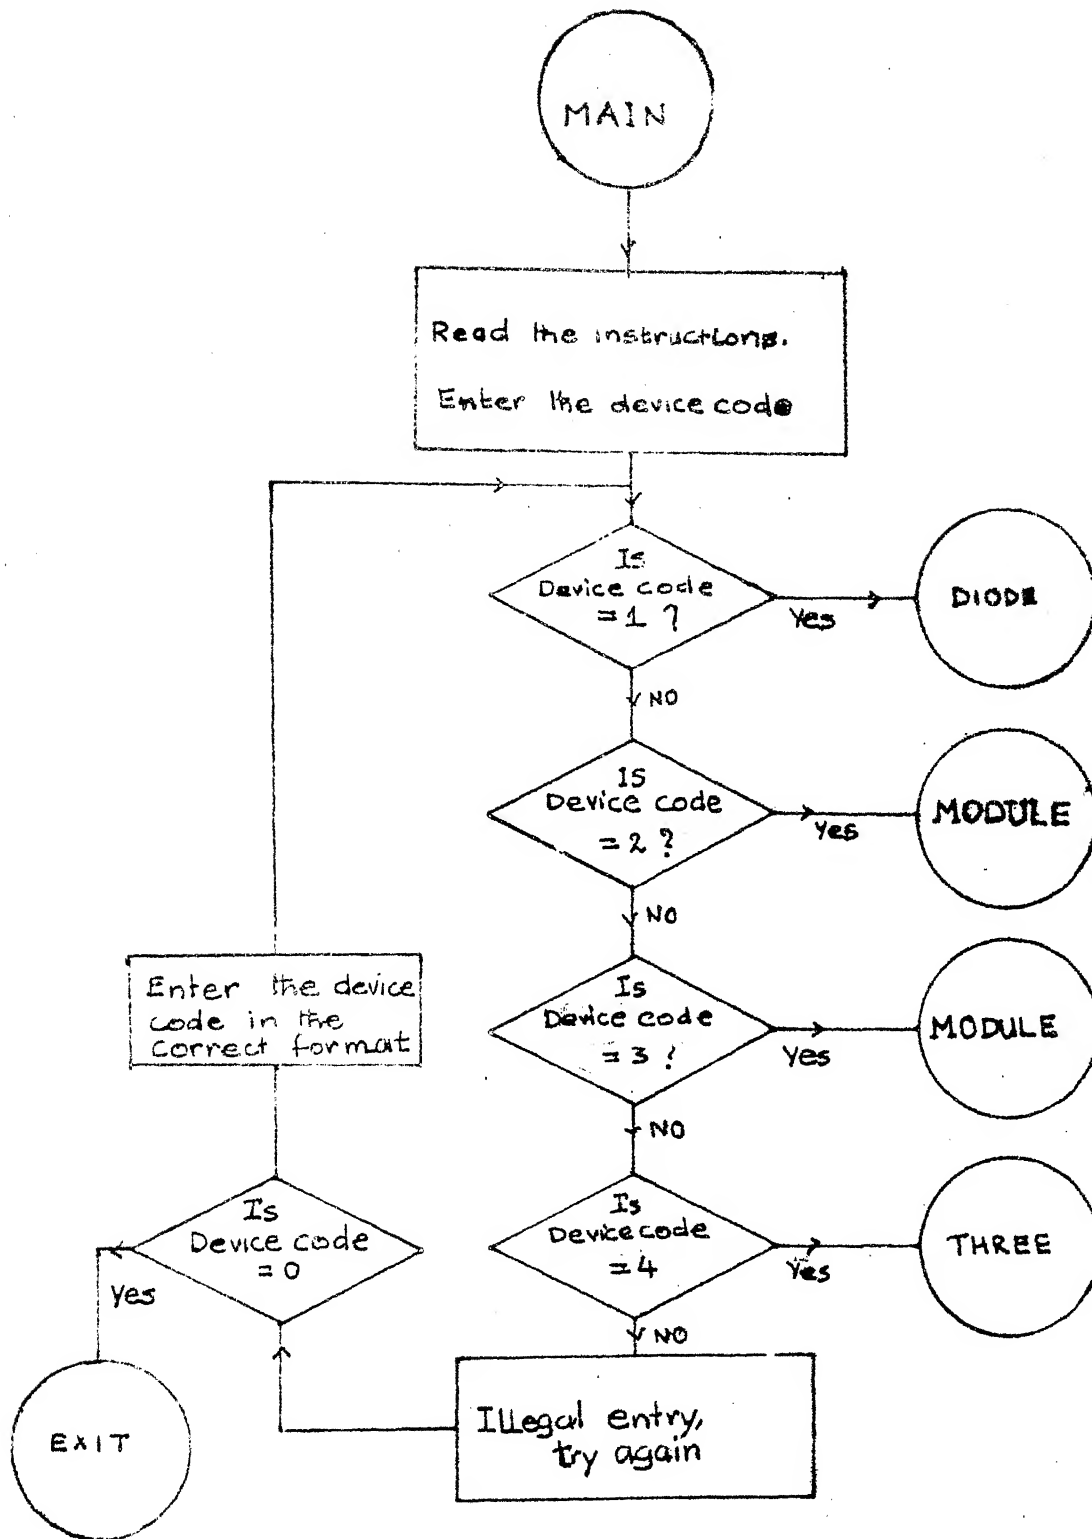 MAIN
Read the instructions.
Enter the device code
Is
Device code
= 1 ?
Yes
DIODE
NO
IS
Device code
= 2 ?
Yes
MODULE
NO
Is
Device code
= 3 ?
Yes
MODULE
NO
Is
Device code
= 4
Yes
THREE
NO
Illegal entry,
try again
Is
Device code
= 0
Yes
EXIT
Enter the device
code in the
correct format